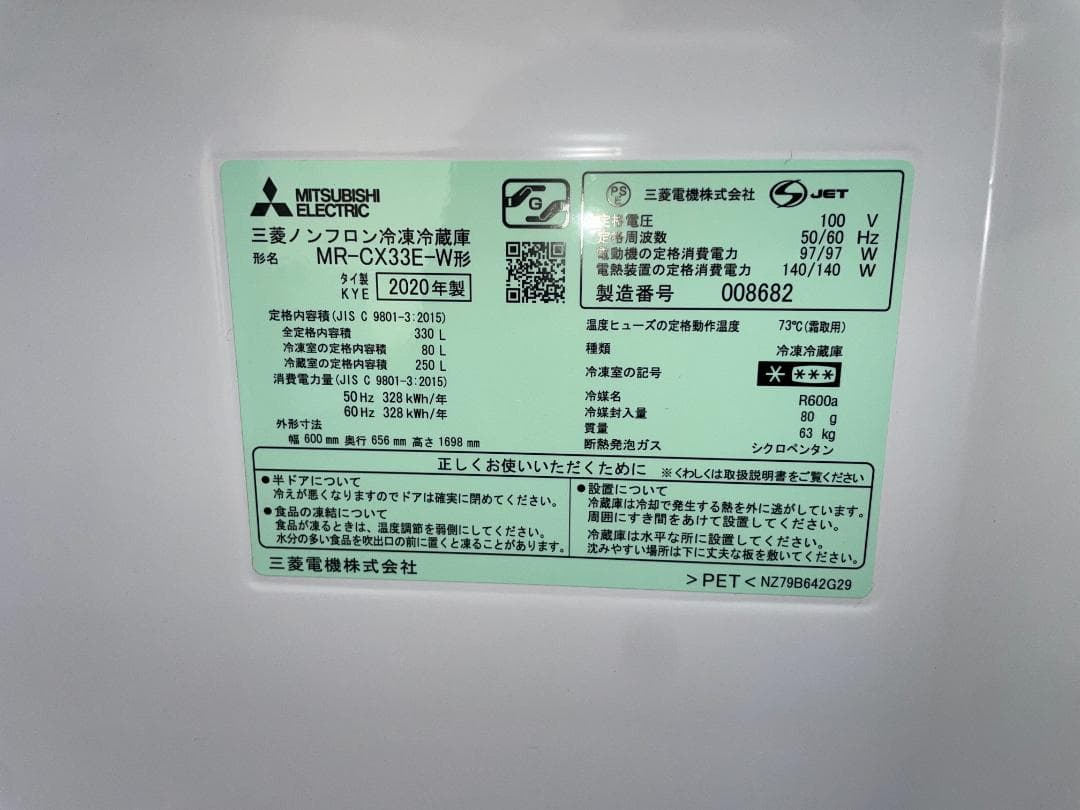 MITSUBISHI
ELECTRIC
三菱ノンフロン冷凍冷蔵庫
形名 MR-CX33E-W形
タイ製
KYE 2020年製
G
PS
E
三菱電機株式会社 JET
定格電圧 100 V
定格周波数 50/60 Hz
電動機の定格消費電力 97/97 W
電熱装置の定格消費電力 140/140 W
製造番号 008682
定格内容積(JIS C 9801-3:2015)
全定格内容積 330 L
冷凍室の定格内容積 80 L
冷蔵室の定格内容積 250 L
消費電力量(JIS C 9801-3:2015)
50Hz 328 kWh/年
60Hz 328 kWh/年
外形寸法
幅 600 mm 奥行 656 mm 高さ 1698 mm
温度ヒューズの定格動作温度 73℃(霜取用)
種類 冷凍冷蔵庫
冷凍室の記号 * ***
冷媒名 R600a
冷媒封入量 80 g
質量 63 kg
断熱発泡ガス シクロペンタン
正しくお使いいただくために ※くわしくは取扱説明書をご覧ください
●半ドアについて
冷えが悪くなりますのでドアは確実に閉めてください。
●食品の凍結について
食品が凍るときは、温度調節を弱側にしてください。
水分の多い食品を吹出口の前に置くと凍ることがあります。
●設置について
冷蔵庫は冷却で発生する熱を外に逃がしています。
周囲にすき間をあけて設置してください。
冷蔵庫は水平な所に設置してください。
沈みやすい場所は下に丈夫な板を敷いてください。
三菱電機株式会社
>PET< NZ79B642G29